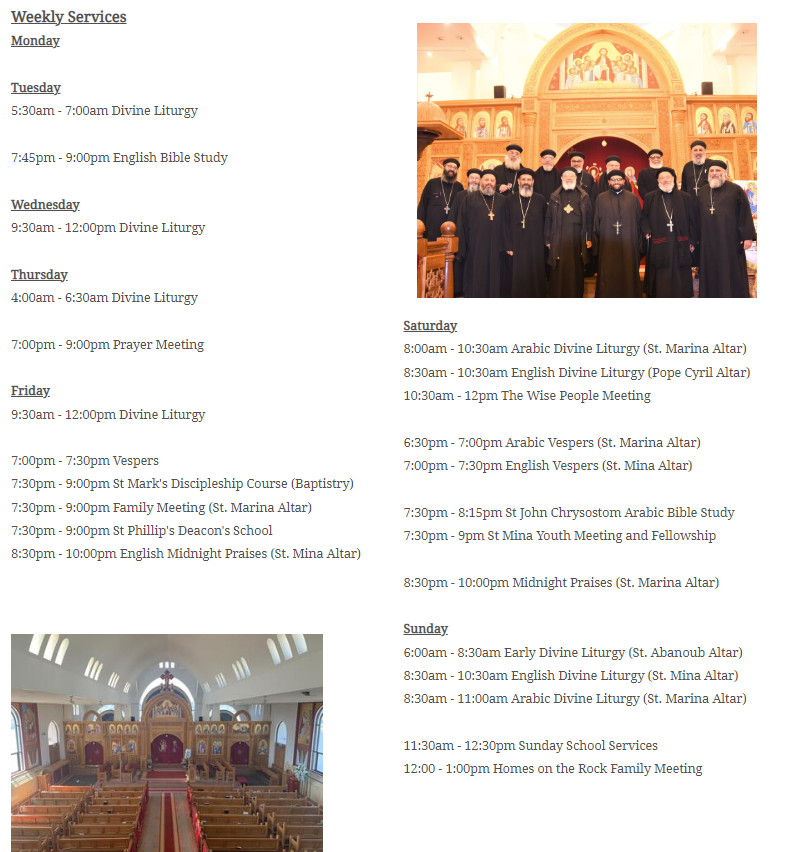 Weekly Services
Monday
Tuesday
5:30am - 7:00am Divine Liturgy
7:45pm - 9:00pm English Bible Study
Wednesday
9:30am - 12:00pm Divine Liturgy
Thursday
4:00am - 6:30am Divine Liturgy
7:00pm - 9:00pm Prayer Meeting
Friday
9:30am - 12:00pm Divine Liturgy
7:00pm - 7:30pm Vespers
7:30pm - 9:00pm St Mark's Discipleship Course (Baptistry)
7:30pm - 9:00pm Family Meeting (St. Marina Altar)
7:30pm - 9:00pm St Phillip's Deacon's School
8:30pm - 10:00pm English Midnight Praises (St. Mina Altar)
Saturday
8:00am - 10:30am Arabic Divine Liturgy (St. Marina Altar)
8:30am - 10:30am English Divine Liturgy (Pope Cyril Altar)
10:30am - 12pm The Wise People Meeting
6:30pm - 7:00pm Arabic Vespers (St. Marina Altar)
7:00pm - 7:30pm English Vespers (St. Mina Altar)
7:30pm - 8:15pm St John Chrysostom Arabic Bible Study
7:30pm - 9pm St Mina Youth Meeting and Fellowship
8:30pm - 10:00pm Midnight Praises (St. Marina Altar)
Sunday
6:00am - 8:30am Early Divine Liturgy (St. Abanoub Altar)
8:30am - 10:30am English Divine Liturgy (St. Mina Altar)
8:30am - 11:00am Arabic Divine Liturgy (St. Marina Altar)
11:30am - 12:30pm Sunday School Services
12:00 - 1:00pm Homes on the Rock Family Meeting